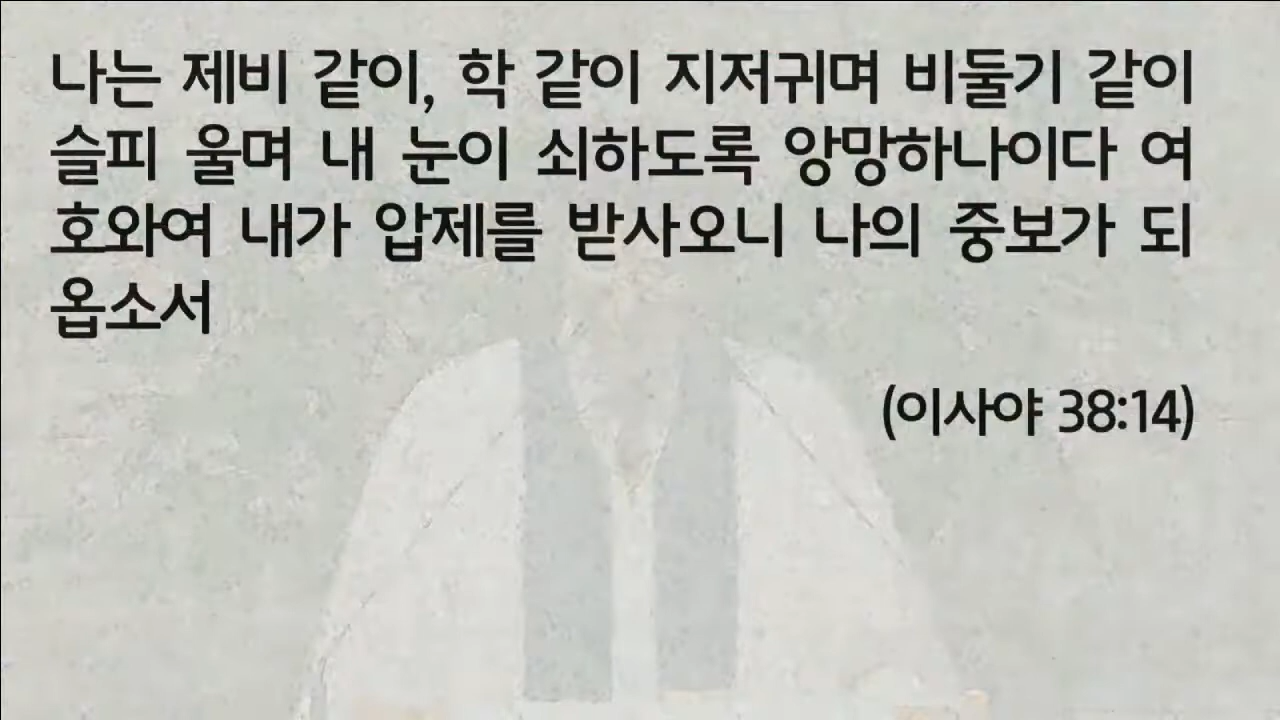 나는 제비 같이, 학 같이 지저귀며 비둘기 같이
슬피 울며 내 눈이 쇠하도록 앙망하나이다 여
호와여 내가 압제를 받사오니 나의 중보가 되
옵소서
(이사야 38:14)